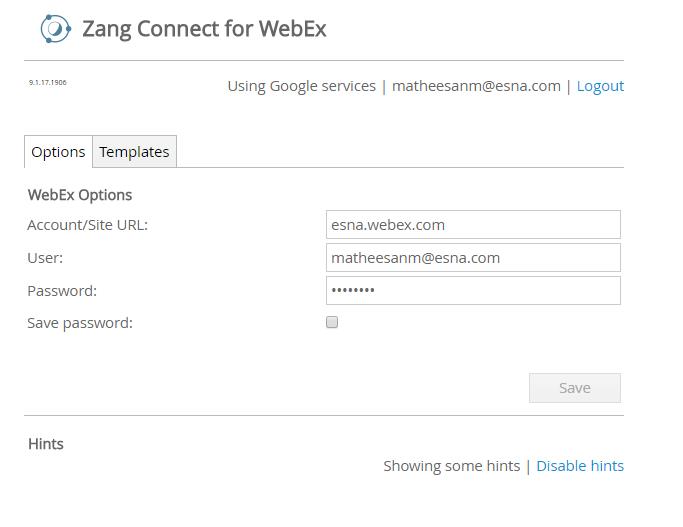 Zang Connect for WebEx
9.1.17.1906
Using Google services | matheesanm@esna.com | Logout
Options Templates
WebEx Options
Account/Site URL: esna.webex.com
User: matheesanm@esna.com
Password: ••••••••
Save password:
Save
Hints
Showing some hints | Disable hints